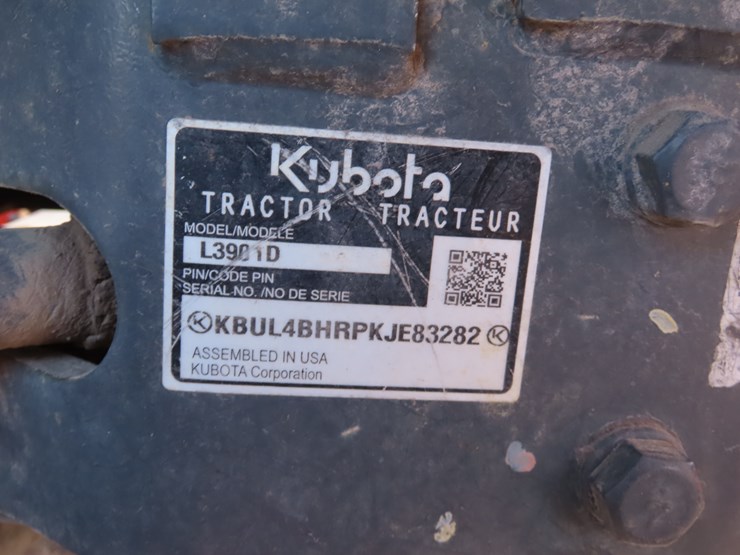 Kubota
TRACTOR TRACTEUR
MODEL/MODÈLE
L3901D
PIN/CODE PIN
SERIAL NO. /NO DE SERIE
KBUL4BHRPKJE83282
ASSEMBLED IN USA
KUBOTA Corporation